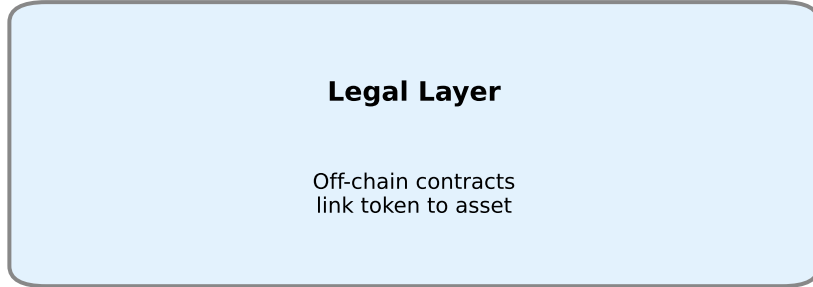 Legal Layer
Off-chain contracts
link token to asset